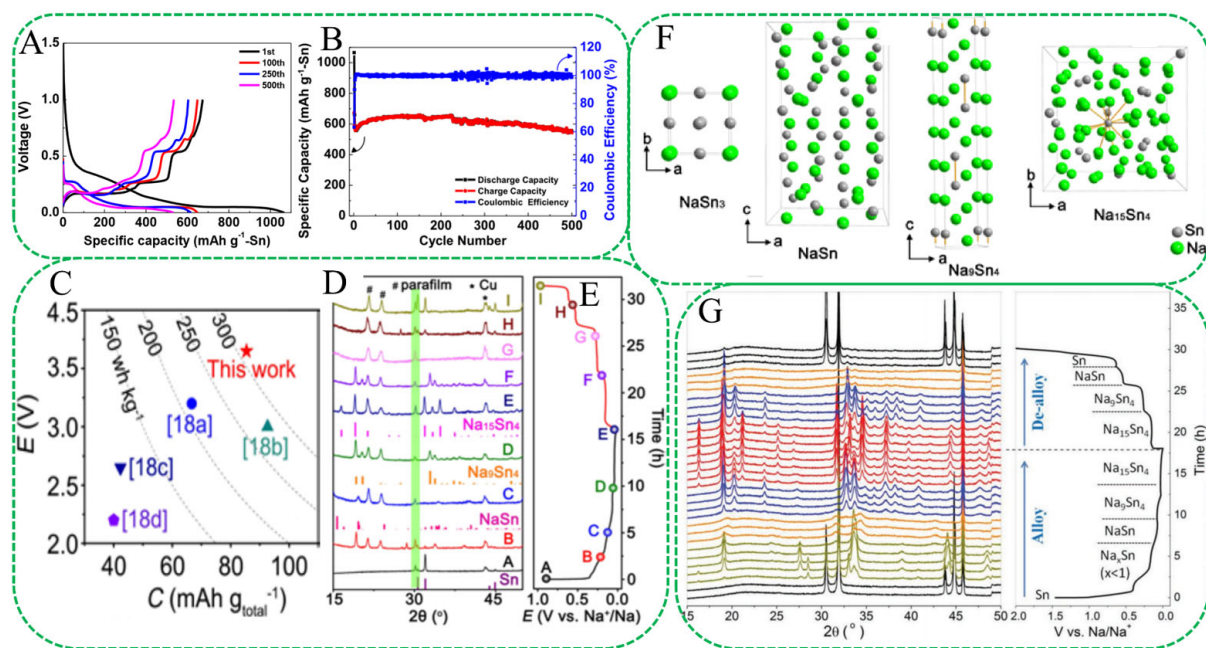 A
1st
100th
250th
500th
Voltage (V)
1.0
0.5
0.0
0
200
400
600
800
1000
Specific capacity (mAh g⁻¹-Sn)
B
Specific Capacity (mAh g⁻¹-Sn)
900
800
700
600
500
400
300
200
100
0
0
100
200
300
400
500
Cycle Number
Discharge Capacity
Charge Capacity
Coulombic Efficiency
120
100
80
60
40
20
0
Coulombic Efficiency (%)
F
b
a
NaSn₃
c
a
NaSn
c
a
Na₉Sn₄
b
a
Na₁₅Sn₄
Sn
Na
C
E (V)
4.5
4.0
3.5
3.0
2.5
2.0
150 wh kg⁻¹
200
250
300
This work
[18a]
[18b]
[18c]
[18d]
40
60
80
100
C (mAh gtotal⁻¹)
D
#
#
#parafilm
* Cu
*
I
H
G
F
E
Na₁₅Sn₄
D
Na₉Sn₄
C
NaSn
B
A
Sn
15
30
45
2θ (°)
E
I
H
G
F
E
D
C
B
A
30
25
20
15
10
5
0
Time (h)
1.0
0.5
0.0
E (V vs. Na⁺/Na)
G
15
20
25
30
35
40
45
50
2θ (°)
Sn
NaSn
Na₉Sn₄
Na₁₅Sn₄
De-alloy
Na₁₅Sn₄
Na₉Sn₄
NaSn
NaₓSn
(x<1)
Alloy
Sn
35
30
25
20
15
10
5
0
Time (h)
2.0
1.5
1.0
0.5
0.0
V vs. Na/Na⁺